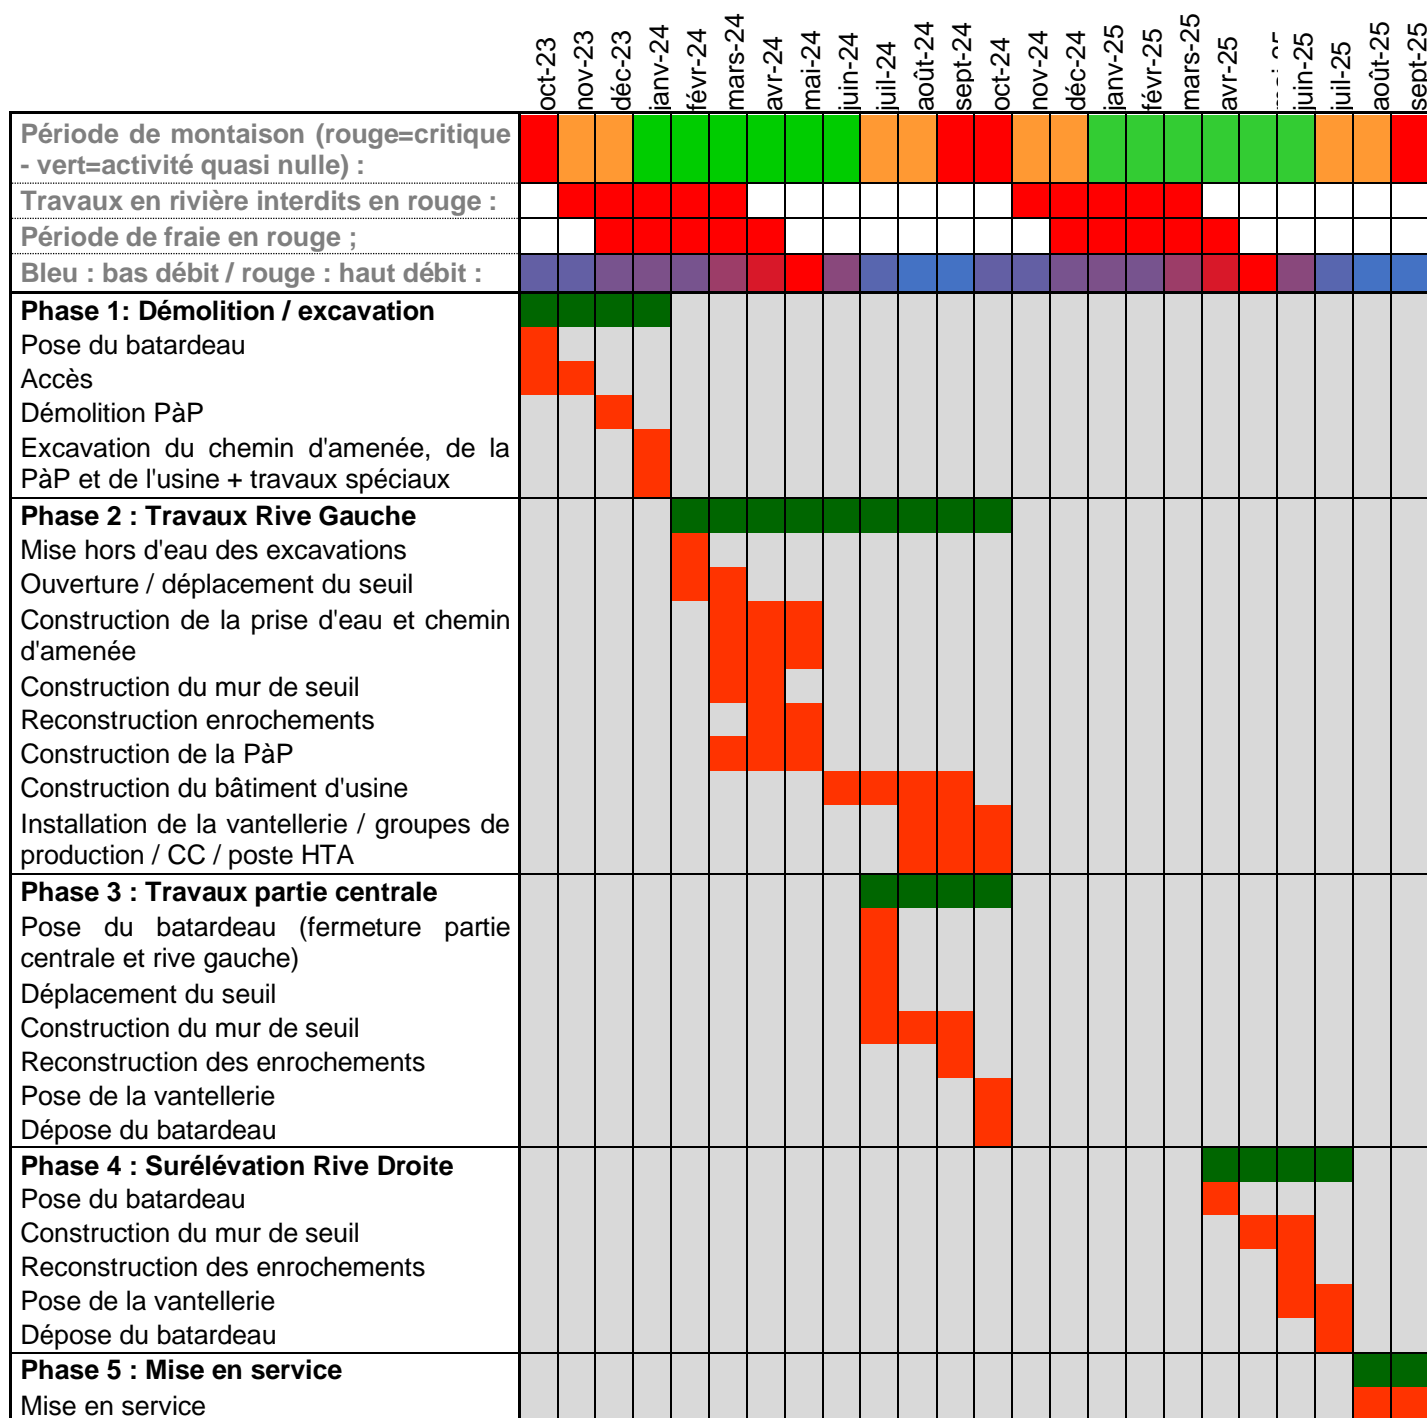 oct-23 nov-23 déc-23 janv-24 févr-24 mars-24 avr-24 mai-24 juin-24 juil-24 août-24 sept-24 oct-24 nov-24 déc-24 janv-25 févr-25 mars-25 avr-25 juin-25 juil-25 août-25 sept-25
Période de montaison (rouge=critique
- vert=activité quasi nulle) :
Travaux en rivière interdits en rouge :
Période de fraie en rouge ;
Bleu : bas débit / rouge : haut débit :
Phase 1: Démolition / excavation
Pose du batardeau
Accès
Démolition PàP
Excavation du chemin d'amenée, de la
PàP et de l'usine + travaux spéciaux
Phase 2 : Travaux Rive Gauche
Mise hors d'eau des excavations
Ouverture / déplacement du seuil
Construction de la prise d'eau et chemin
d'amenée
Construction du mur de seuil
Reconstruction enrochements
Construction de la PàP
Construction du bâtiment d'usine
Installation de la vantellerie / groupes de
production / CC / poste HTA
Phase 3 : Travaux partie centrale
Pose du batardeau (fermeture partie
centrale et rive gauche)
Déplacement du seuil
Construction du mur de seuil
Reconstruction des enrochements
Pose de la vantellerie
Dépose du batardeau
Phase 4 : Surélévation Rive Droite
Pose du batardeau
Construction du mur de seuil
Reconstruction des enrochements
Pose de la vantellerie
Dépose du batardeau
Phase 5 : Mise en service
Mise en service